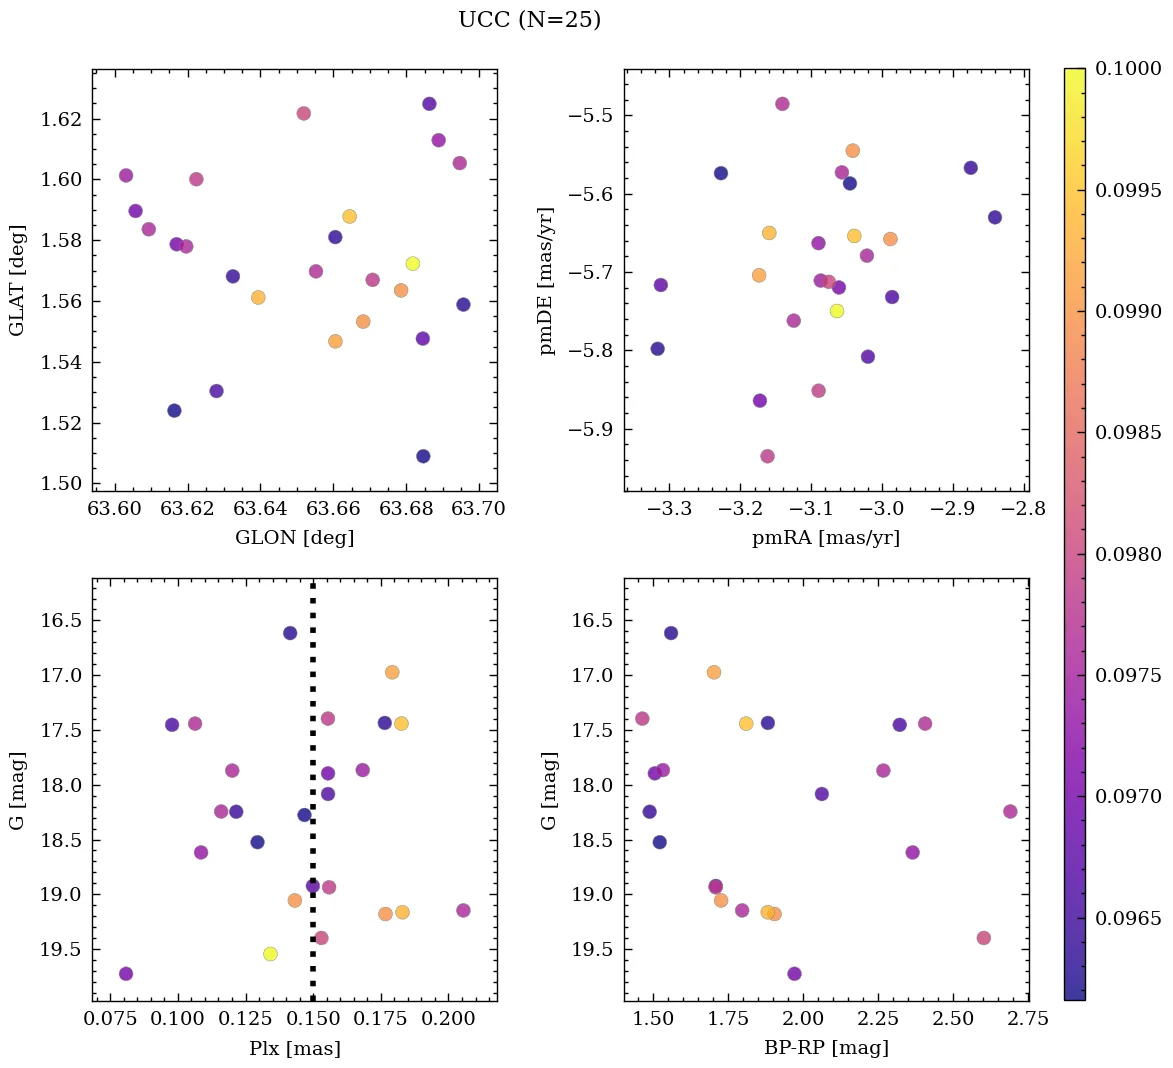 UCC (N=25)
1.62
1.60
1.58
1.56
1.54
1.52
1.50
GLAT [deg]
63.60 63.62 63.64 63.66 63.68 63.70
GLON [deg]
−5.5
−5.6
−5.7
−5.8
−5.9
pmDE [mas/yr]
−3.3 −3.2 −3.1 −3.0 −2.9 −2.8
pmRA [mas/yr]
16.5
17.0
17.5
18.0
18.5
19.0
19.5
G [mag]
0.075 0.100 0.125 0.150 0.175 0.200
Plx [mas]
16.5
17.0
17.5
18.0
18.5
19.0
19.5
G [mag]
1.50 1.75 2.00 2.25 2.50 2.75
BP-RP [mag]
0.1000
0.0995
0.0990
0.0985
0.0980
0.0975
0.0970
0.0965